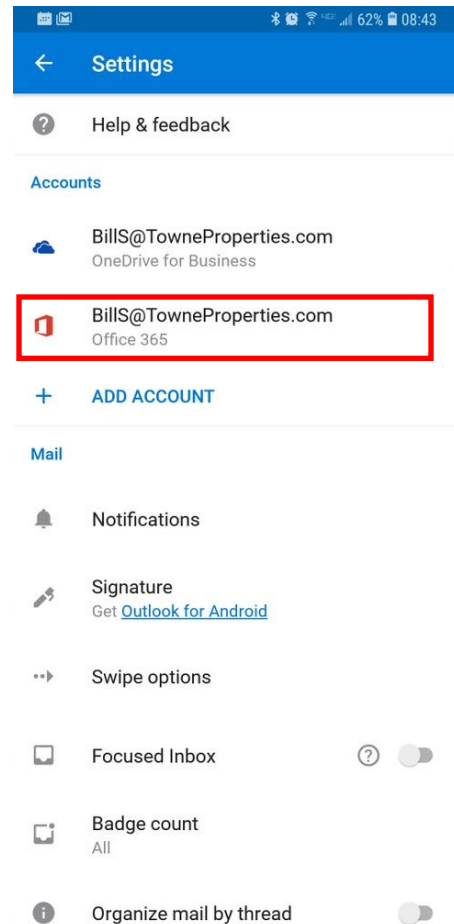 62% 08:43
Settings
Help & feedback
Accounts
BillS@TowneProperties.com
OneDrive for Business
BillS@TowneProperties.com
Office 365
+ ADD ACCOUNT
Mail
Notifications
Signature
Get Outlook for Android
Swipe options
Focused Inbox
Badge count
All
Organize mail by thread